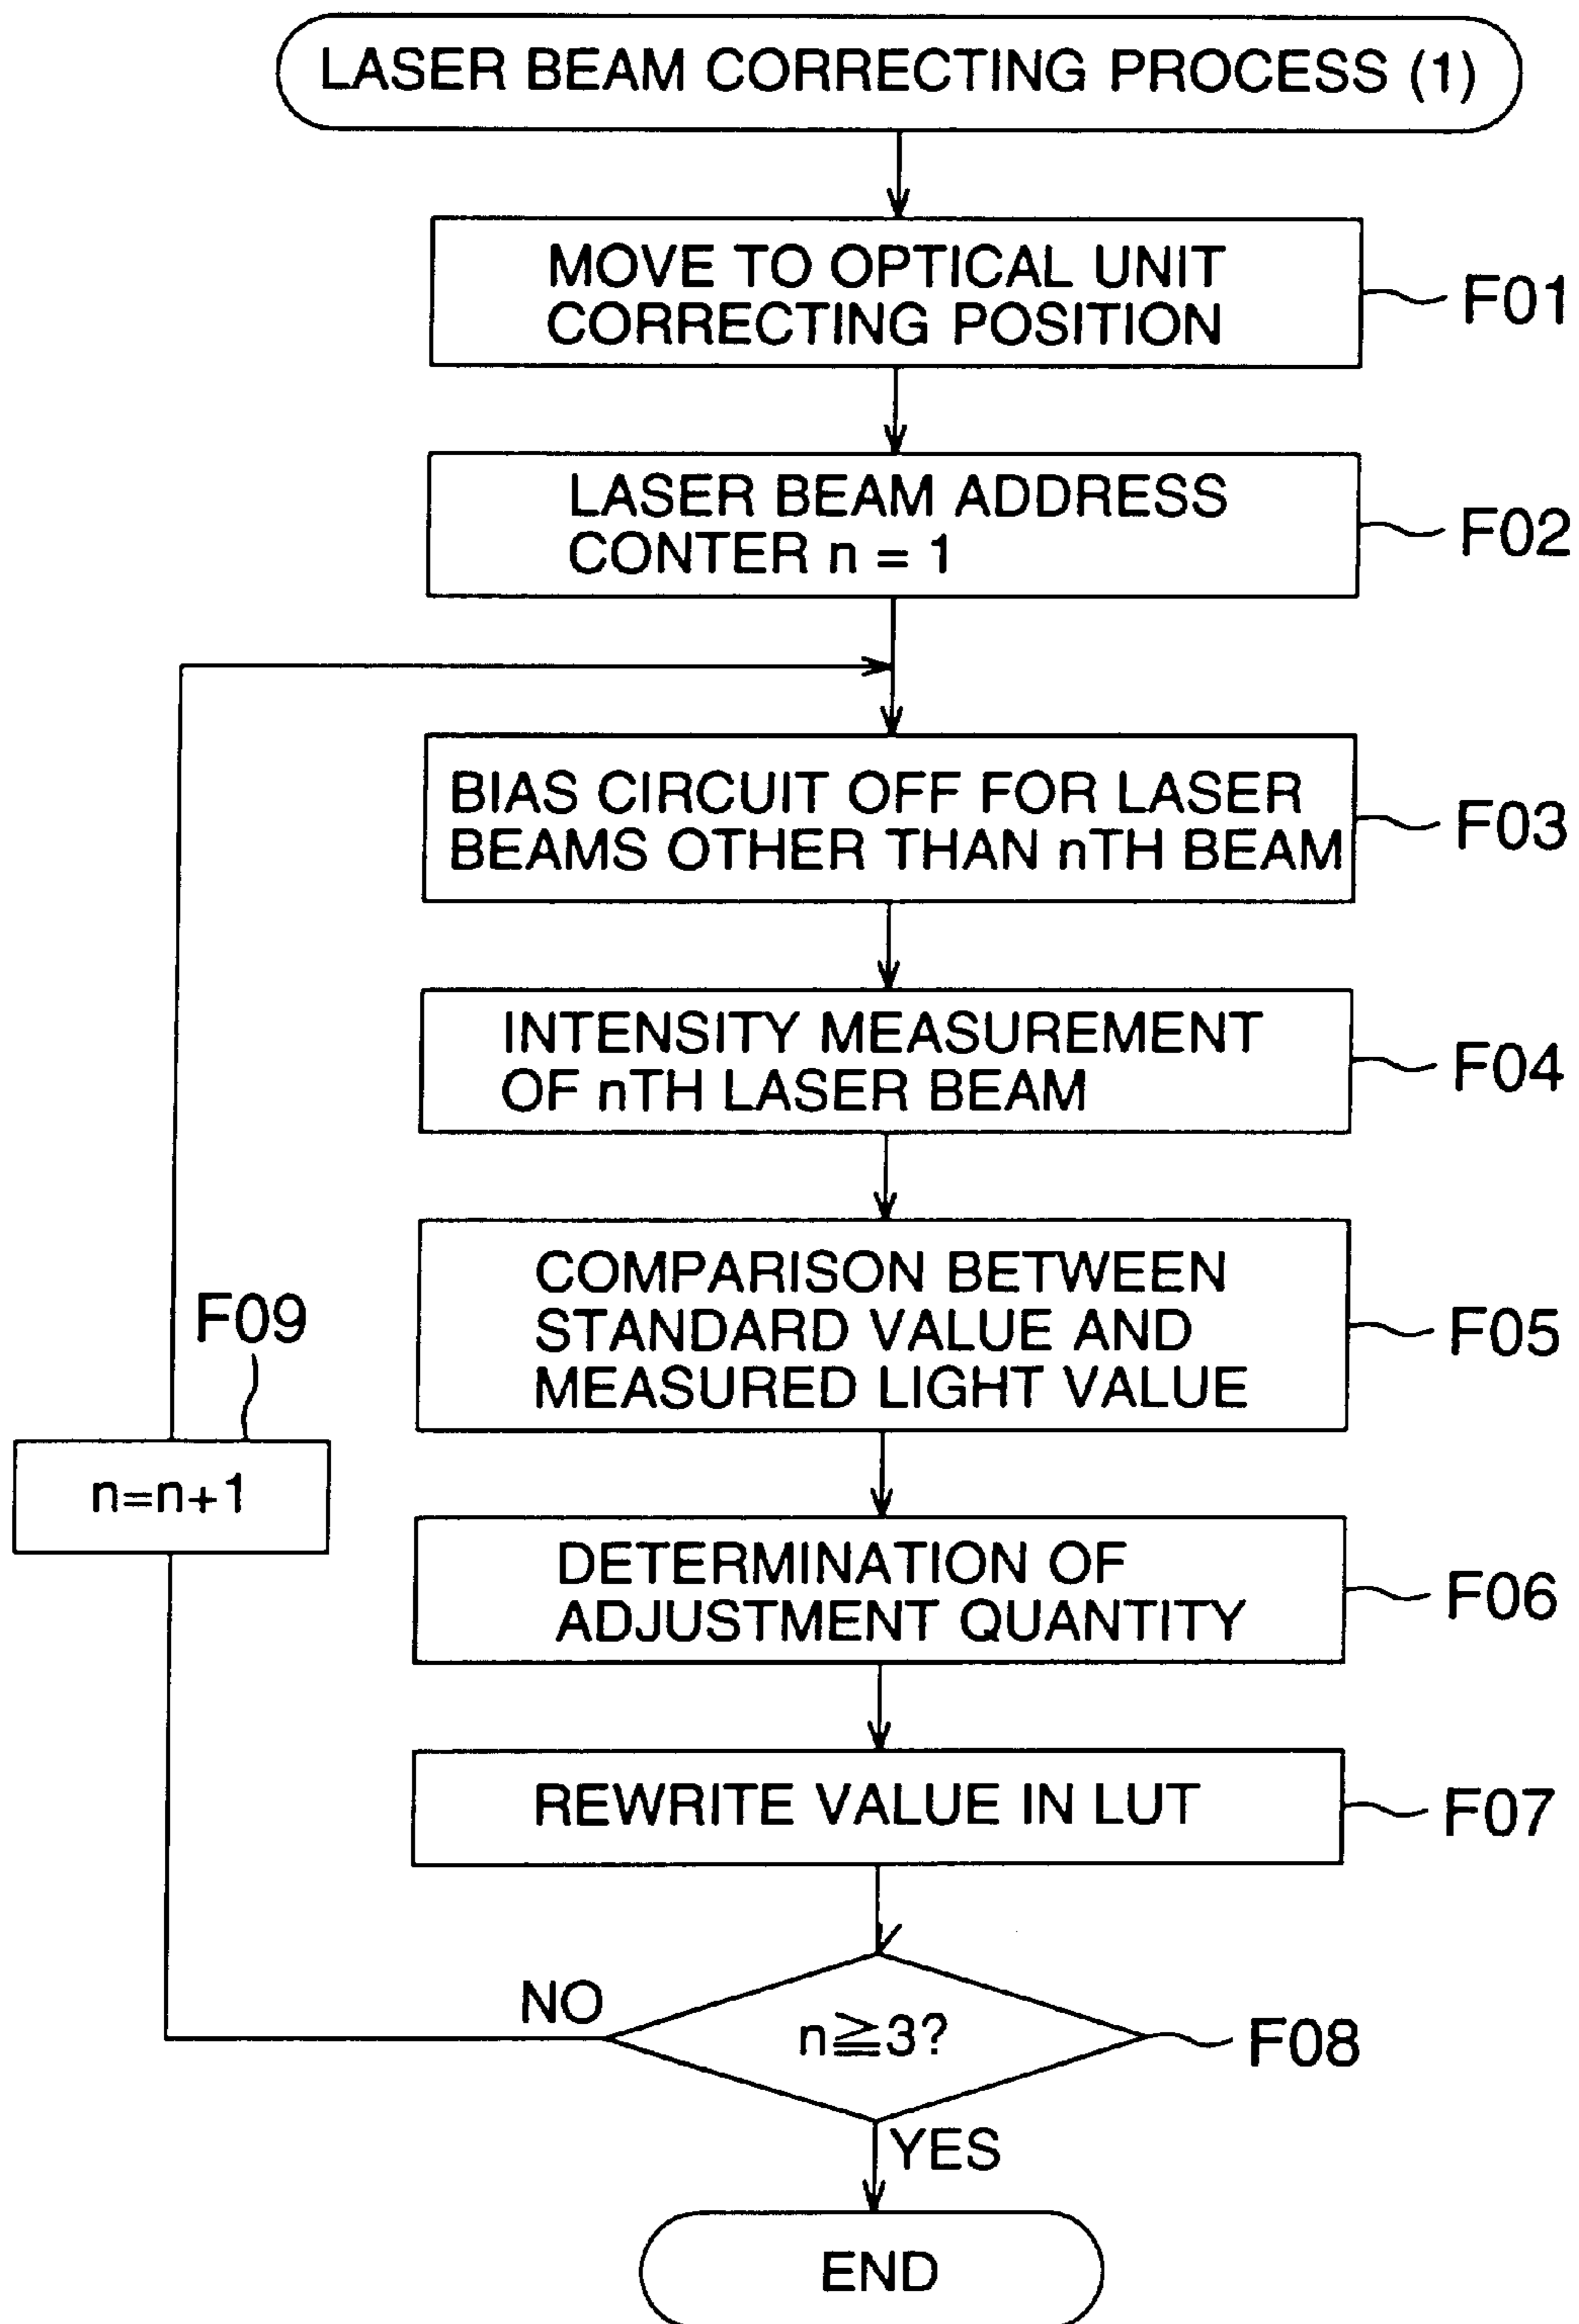 LASER BEAM CORRECTING PROCESS (1)
MOVE TO OPTICAL UNIT
CORRECTING POSITION
F01
LASER BEAM ADDRESS
CONTER n = 1
F02
BIAS CIRCUIT OFF FOR LASER
BEAMS OTHER THAN nTH BEAM
F03
INTENSITY MEASUREMENT
OF nTH LASER BEAM
F04
COMPARISON BETWEEN
STANDARD VALUE AND
MEASURED LIGHT VALUE
F05
F09
n=n+1
DETERMINATION OF
ADJUSTMENT QUANTITY
F06
REWRITE VALUE IN LUT
F07
NO
n≧3?
F08
YES
END